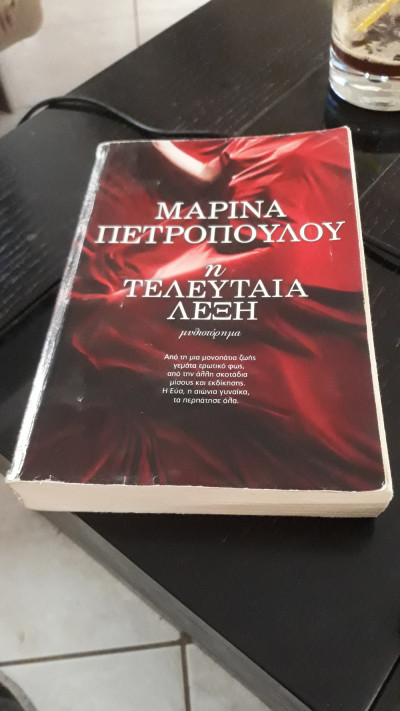 ΜΑΡΙΝΑ
ΠΕΤΡΟΠΟΥΛΟΥ
η
ΤΕΛΕΥΤΑΙΑ
ΛΕΞΗ
μυθιστόρημα
Από τη μια μονοπάτια ζωής
γεμάτα ερωτικό φως,
από την άλλη σκοτάδια
μίσους και εκδίκησης.
Η Εύα, η αιώνια γυναίκα,
τα περπάτησε όλα.